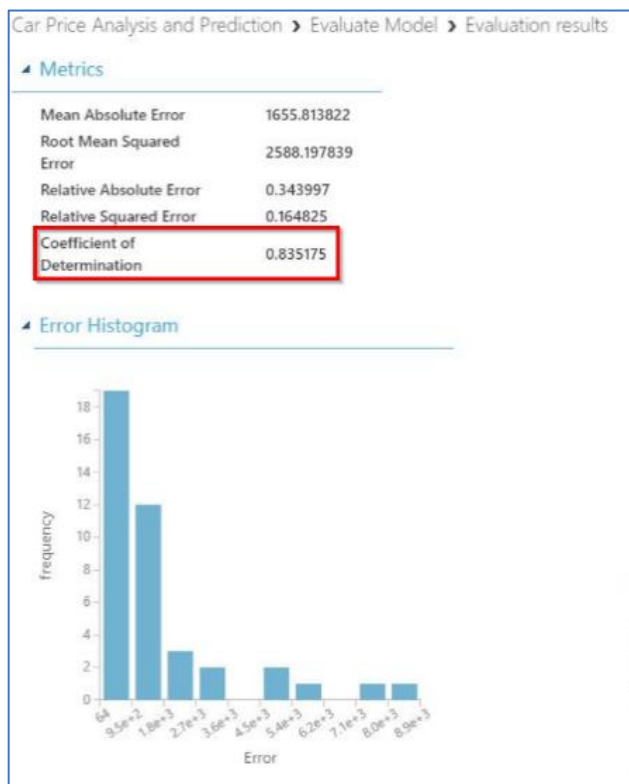 Car Price Analysis and Prediction ❯ Evaluate Model ❯ Evaluation results
Metrics
Mean Absolute Error 1655.813822
Root Mean Squared
Error 2588.197839
Relative Absolute Error 0.343997
Relative Squared Error 0.164825
Coefficient of
Determination 0.835175
Error Histogram
18
16
14
12
10
8
6
4
2
0
frequency
64 9.5e+2 1.8e+3 2.7e+3 3.6e+3 4.5e+3 5.4e+3 6.2e+3 7.1e+3 8.0e+3 8.9e+3
Error